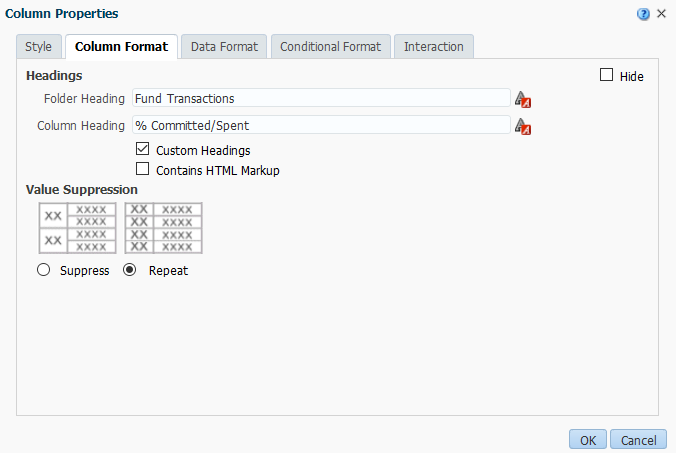 Column Properties
Style Column Format Data Format Conditional Format Interaction
Headings Hide
Folder Heading Fund Transactions
Column Heading % Committed/Spent
Custom Headings
Contains HTML Markup
Value Suppression
XX XXXX XX XXXX
XXXX XX XXXX
XX XXXX XX XXXX
XXXX XX XXXX
Suppress Repeat
OK Cancel